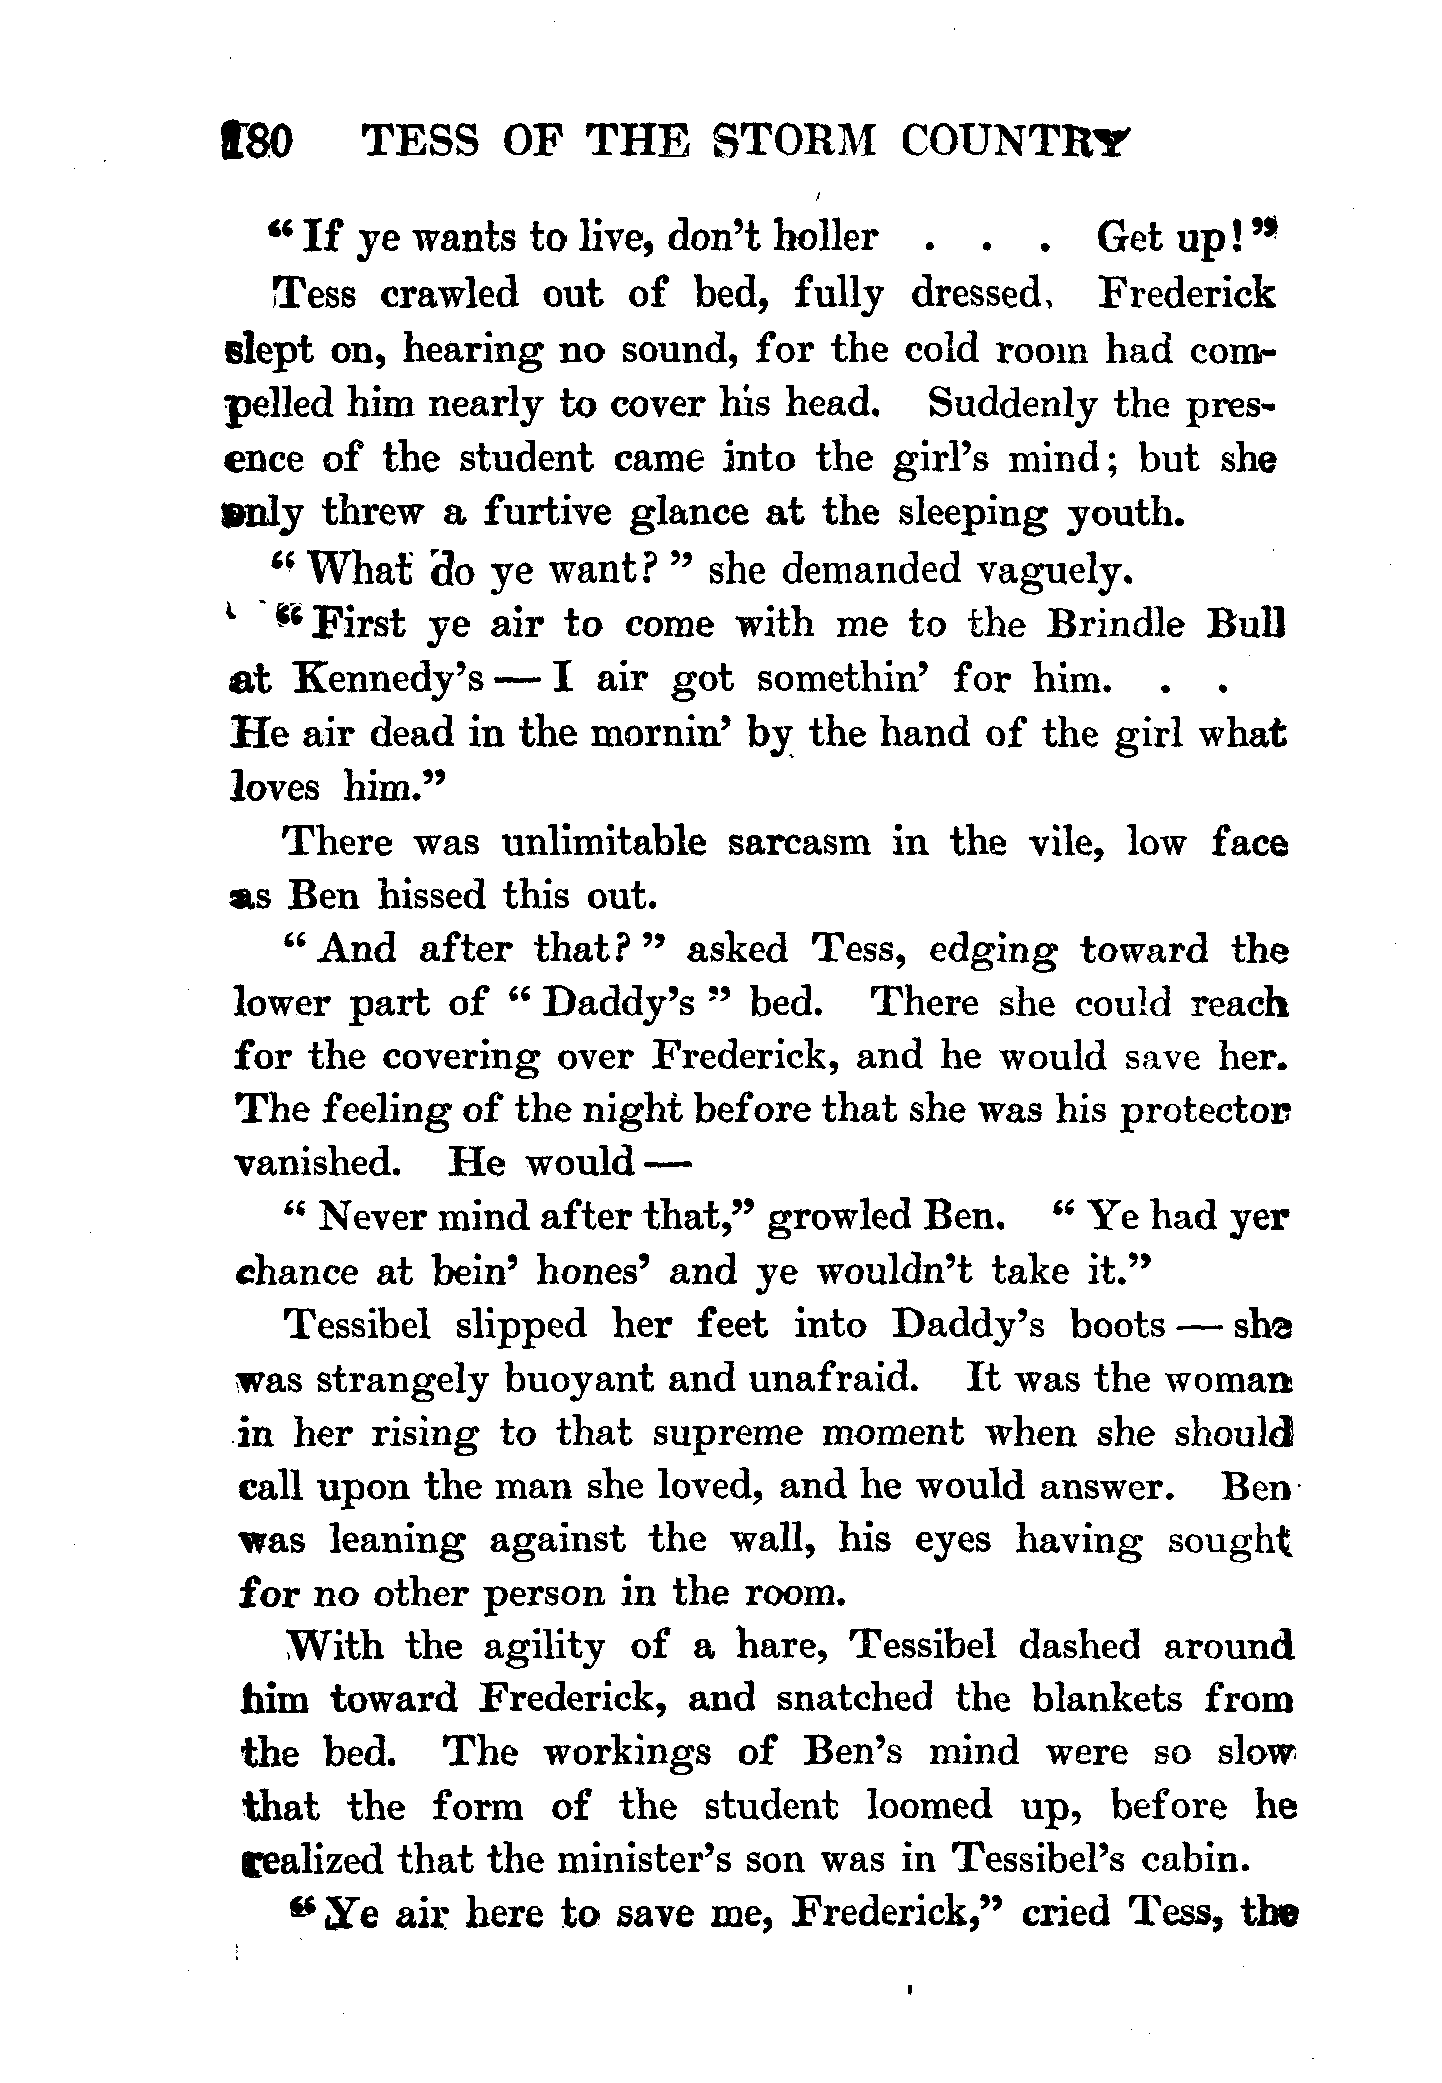 180 TESS OF THE STORM COUNTRY
“ If ye wants to live, don’t holler . . . Get up! ”
Tess crawled out of bed, fully dressed. Frederick
slept on, hearing no sound, for the cold room had com-
pelled him nearly to cover his head. Suddenly the pres-
ence of the student came into the girl’s mind; but she
only threw a furtive glance at the sleeping youth.
“ What do ye want? ” she demanded vaguely.
“ First ye air to come with me to the Brindle Bull
at Kennedy’s — I air got somethin’ for him. . .
He air dead in the mornin’ by the hand of the girl what
loves him.”
There was unlimitable sarcasm in the vile, low face
as Ben hissed this out.
“ And after that? ” asked Tess, edging toward the
lower part of “ Daddy’s ” bed. There she could reach
for the covering over Frederick, and he would save her.
The feeling of the night before that she was his protector
vanished. He would —
“ Never mind after that,” growled Ben. “ Ye had yer
chance at bein’ hones’ and ye wouldn’t take it.”
Tessibel slipped her feet into Daddy’s boots — she
was strangely buoyant and unafraid. It was the woman
in her rising to that supreme moment when she should
call upon the man she loved, and he would answer. Ben
was leaning against the wall, his eyes having sought
for no other person in the room.
With the agility of a hare, Tessibel dashed around
him toward Frederick, and snatched the blankets from
the bed. The workings of Ben’s mind were so slow
that the form of the student loomed up, before he
realized that the minister’s son was in Tessibel’s cabin.
“ Ye air here to save me, Frederick,” cried Tess, the